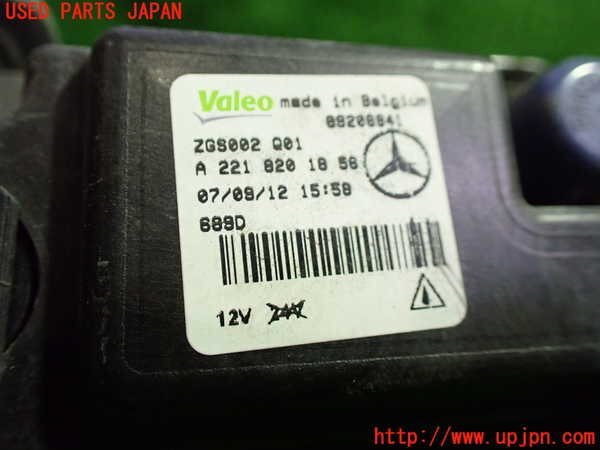 USED PARTS JAPAN
Valeo made in Belgium
89208841
ZGS002 Q01
A 221 820 18 56
07/09/12 15:58
689D
12V 24V
http://www.upjpn.com/